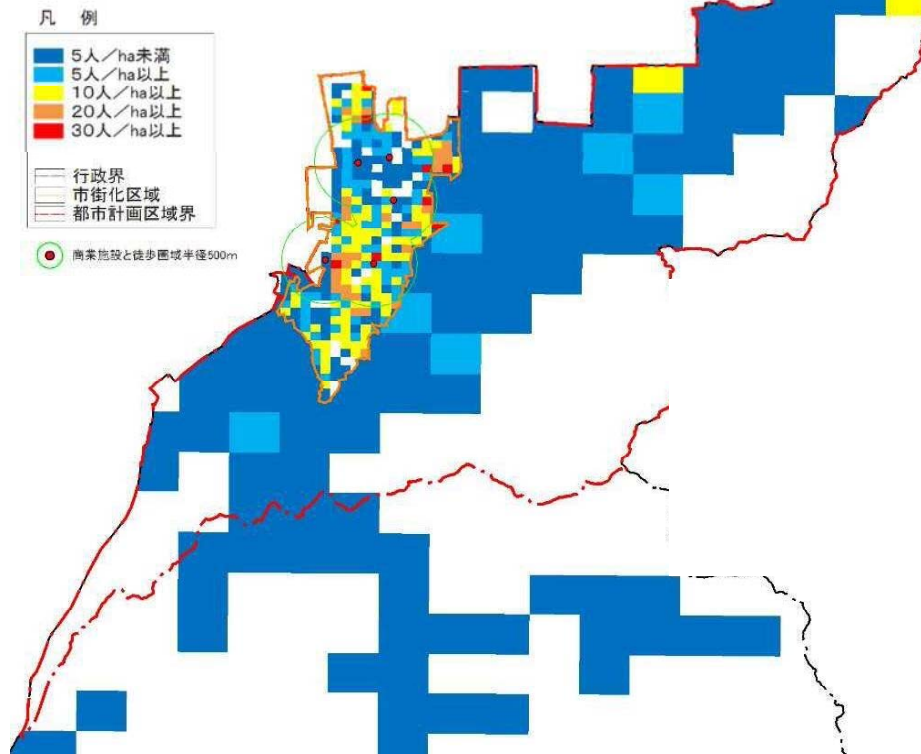 凡 例
5人/ha未満
5人/ha以上
10人/ha以上
20人/ha以上
30人/ha以上
行政界
市街化区域
都市計画区域界
商業施設と徒歩圏域半径500m